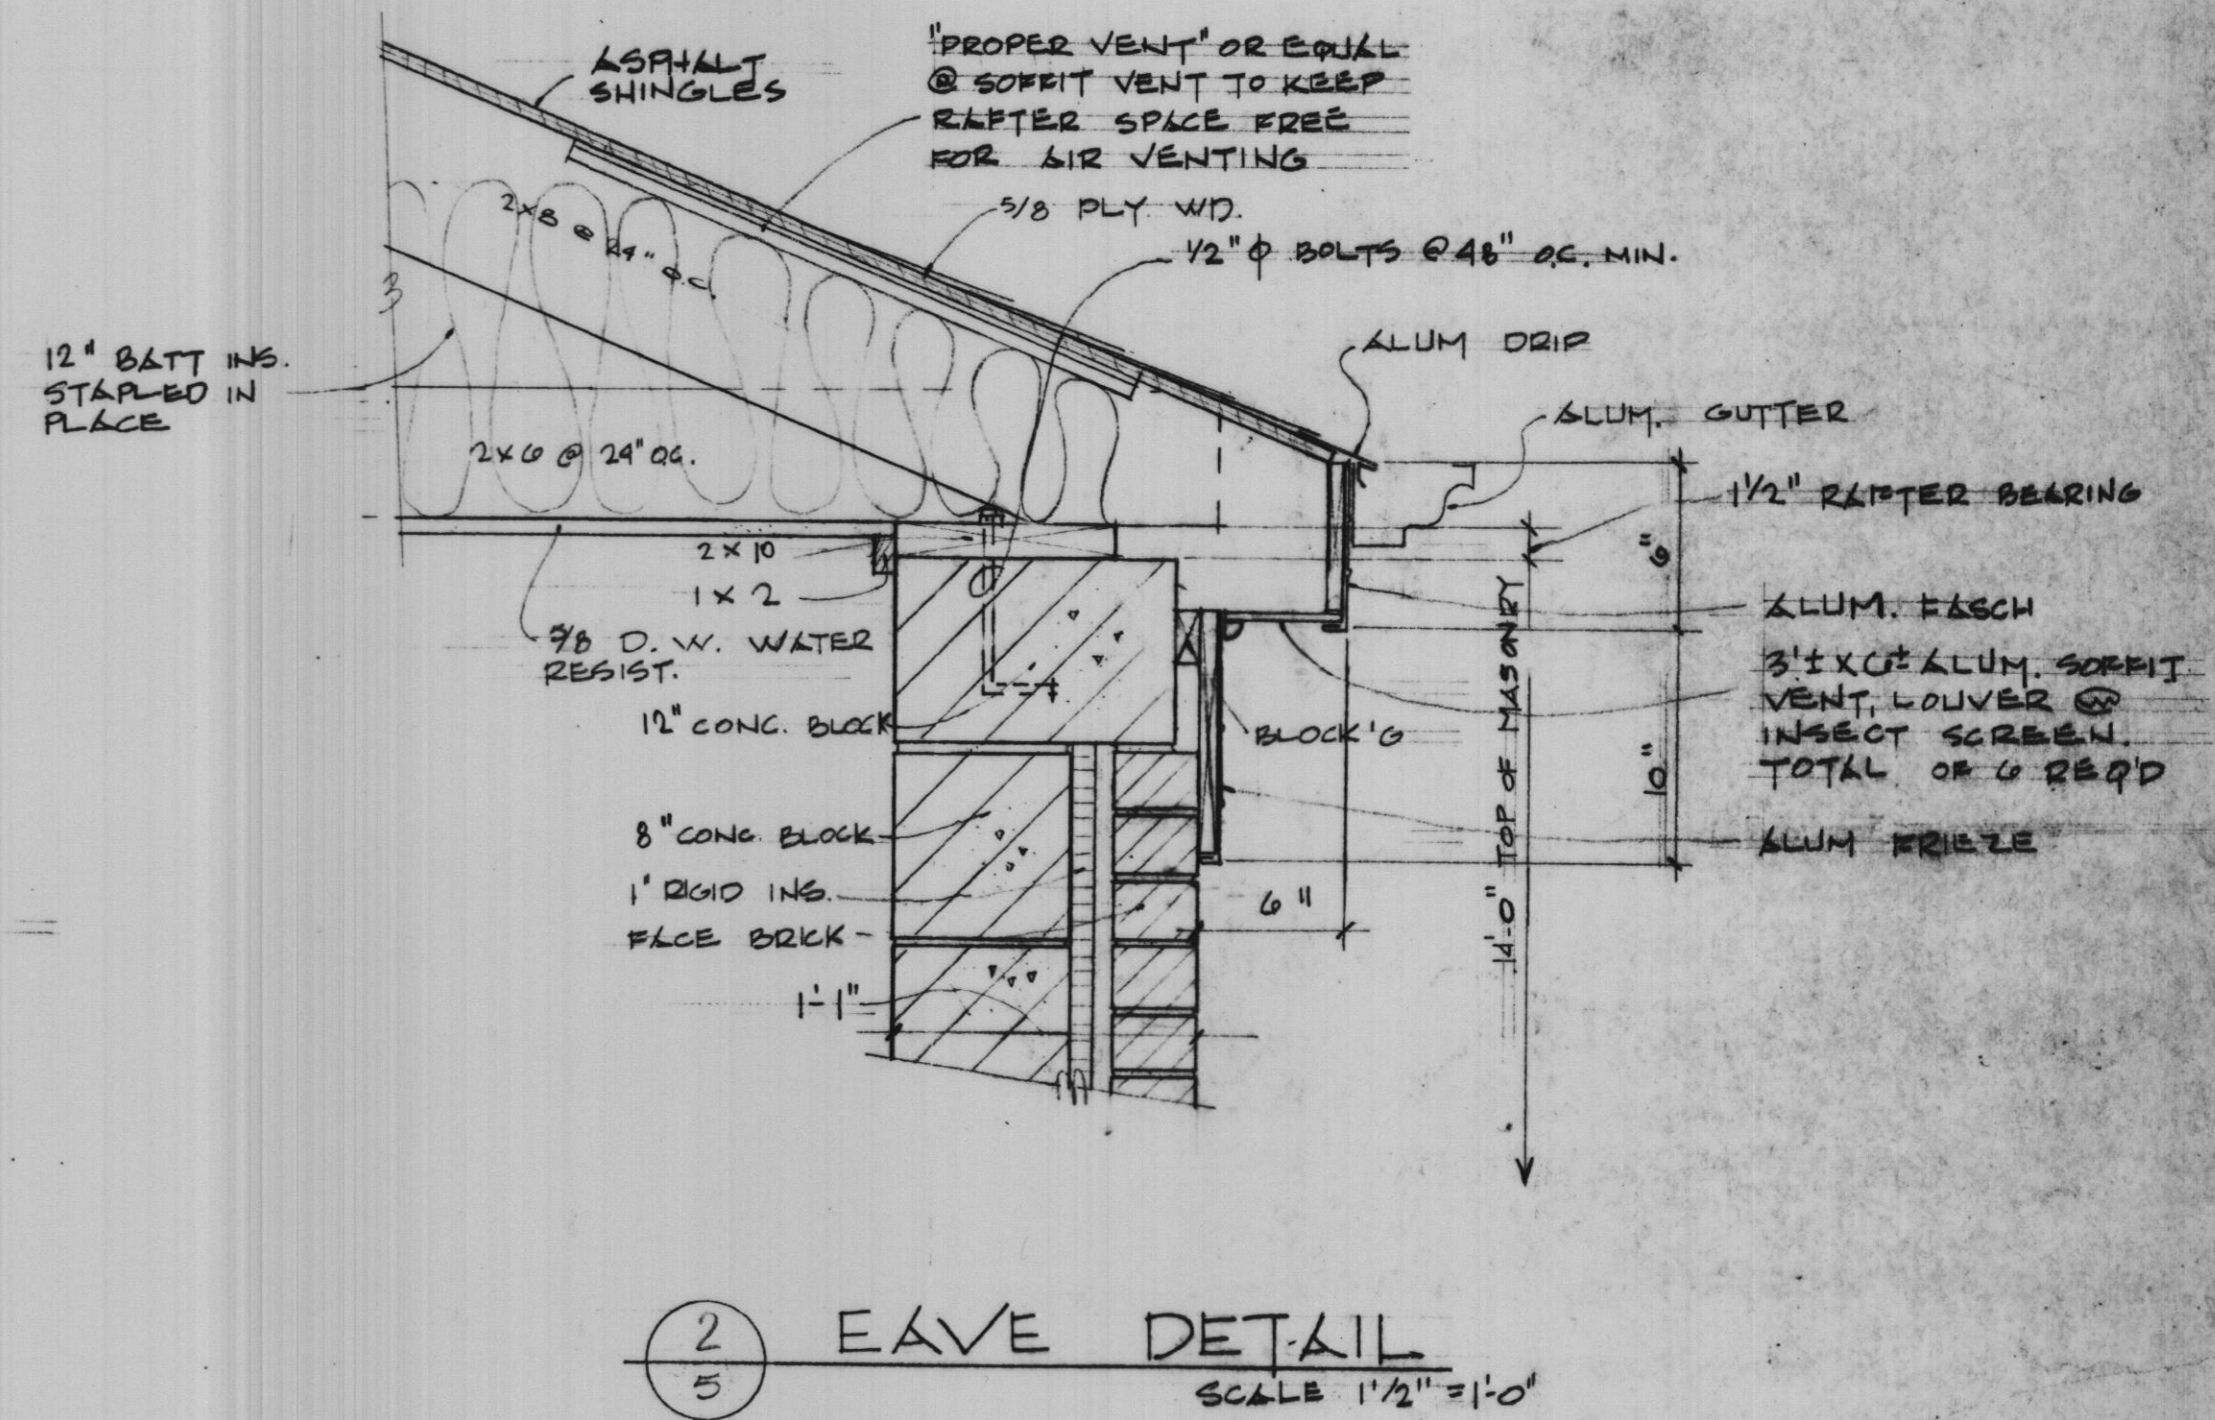 ASPHALT
SHINGLES
"PROPER VENT" OR EQUAL
@ SOFFIT VENT TO KEEP
RAFTER SPACE FREE
FOR AIR VENTING
5/8 PLY WD.
1/2" φ BOLTS @ 48" O.C. MIN.
2×8 @ 24" O.C.
3
12" BATT INS.
STAPLED IN
PLACE
2×6 @ 24" O.C.
ALUM DRIP
ALUM. GUTTER
1 1/2" RAFTER BEARING
6"
2 × 10
1 × 2
5/8 D.W. WATER
RESIST.
12" CONC. BLOCK
BLOCK'G
ALUM. FASCH
3'± X 6± ALUM. SOFFIT
VENT, LOUVER
INSECT SCREEN.
TOTAL OF 6 REQ'D
10"
ALUM FRIEZE
8" CONC. BLOCK
1" RIGID INS.
FACE BRICK
6"
14'-0" TOP OF MASONRY
1'-1"
2
5
EAVE DETAIL
SCALE 1 1/2" = 1'-0"